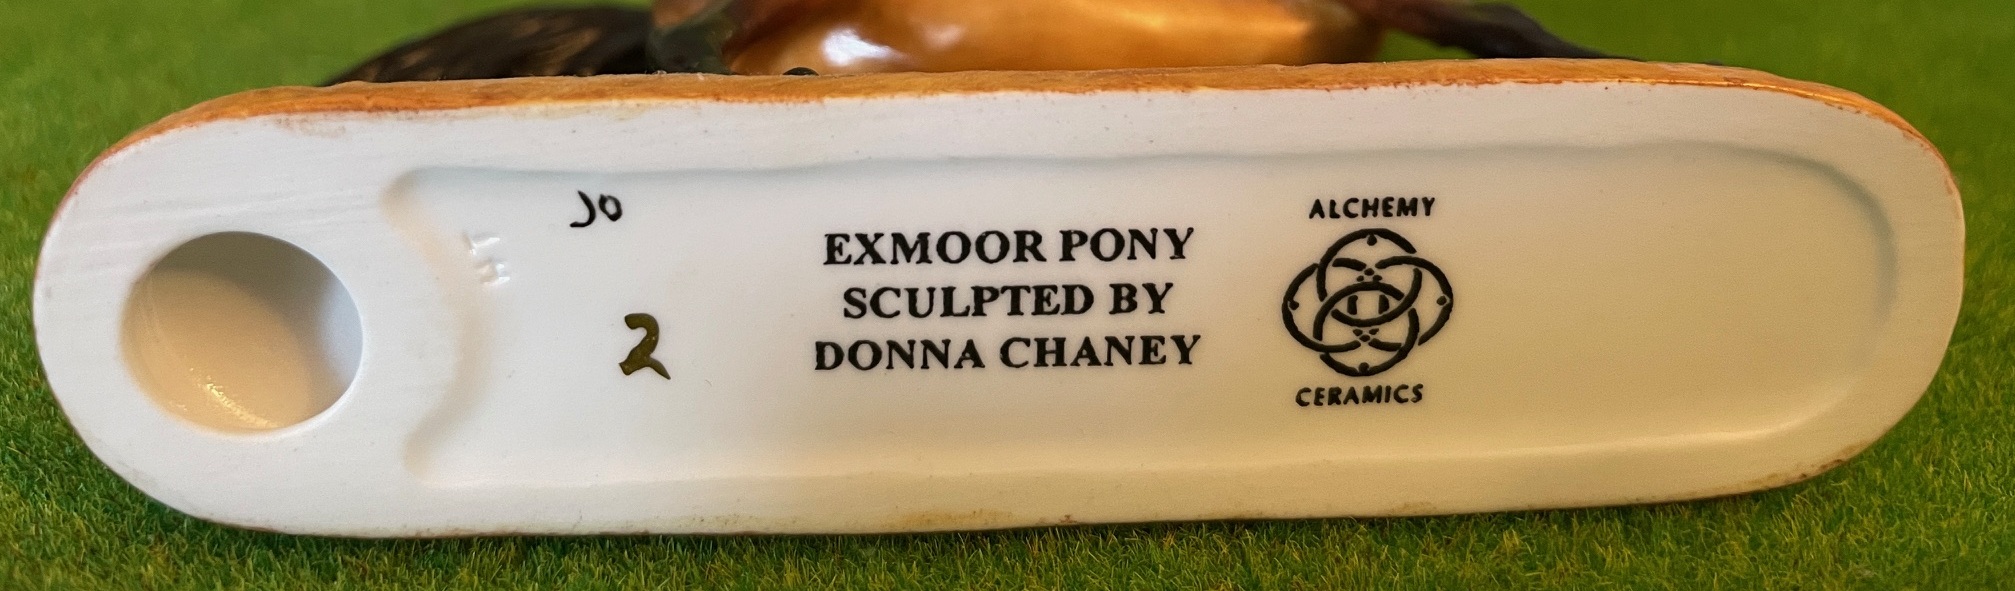 JO
2
EXMOOR PONY
SCULPTED BY
DONNA CHANEY
ALCHEMY
CERAMICS